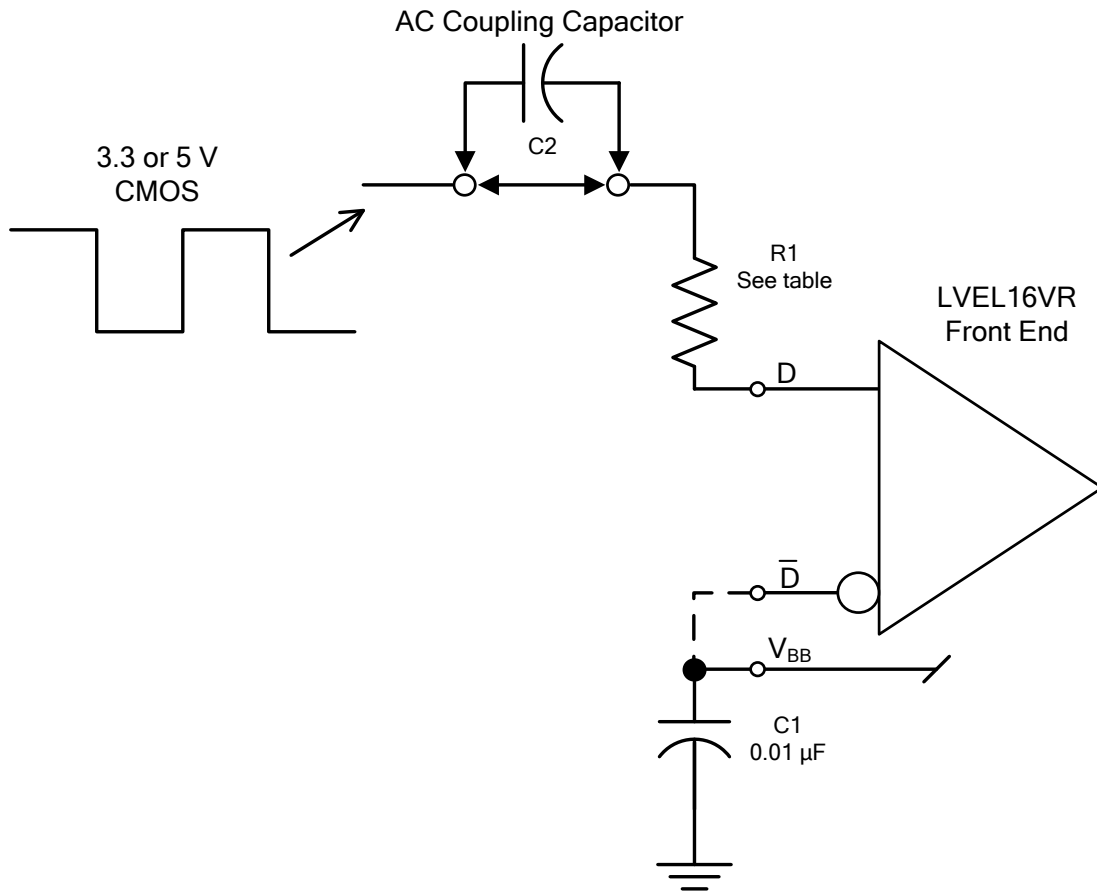 AC Coupling Capacitor
C2
3.3 or 5 V
CMOS
R1
See table
LVEL16VR
Front End
D
D̅
V_BB
C1
0.01 µF